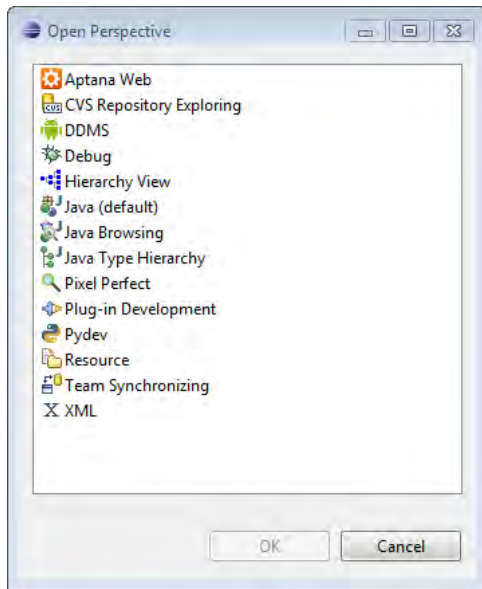 Open Perspective
Aptana Web
CVS CVS Repository Exploring
DDMS
Debug
Hierarchy View
Java (default)
Java Browsing
Java Type Hierarchy
Pixel Perfect
Plug-in Development
Pydev
Resource
Team Synchronizing
X XML
OK Cancel